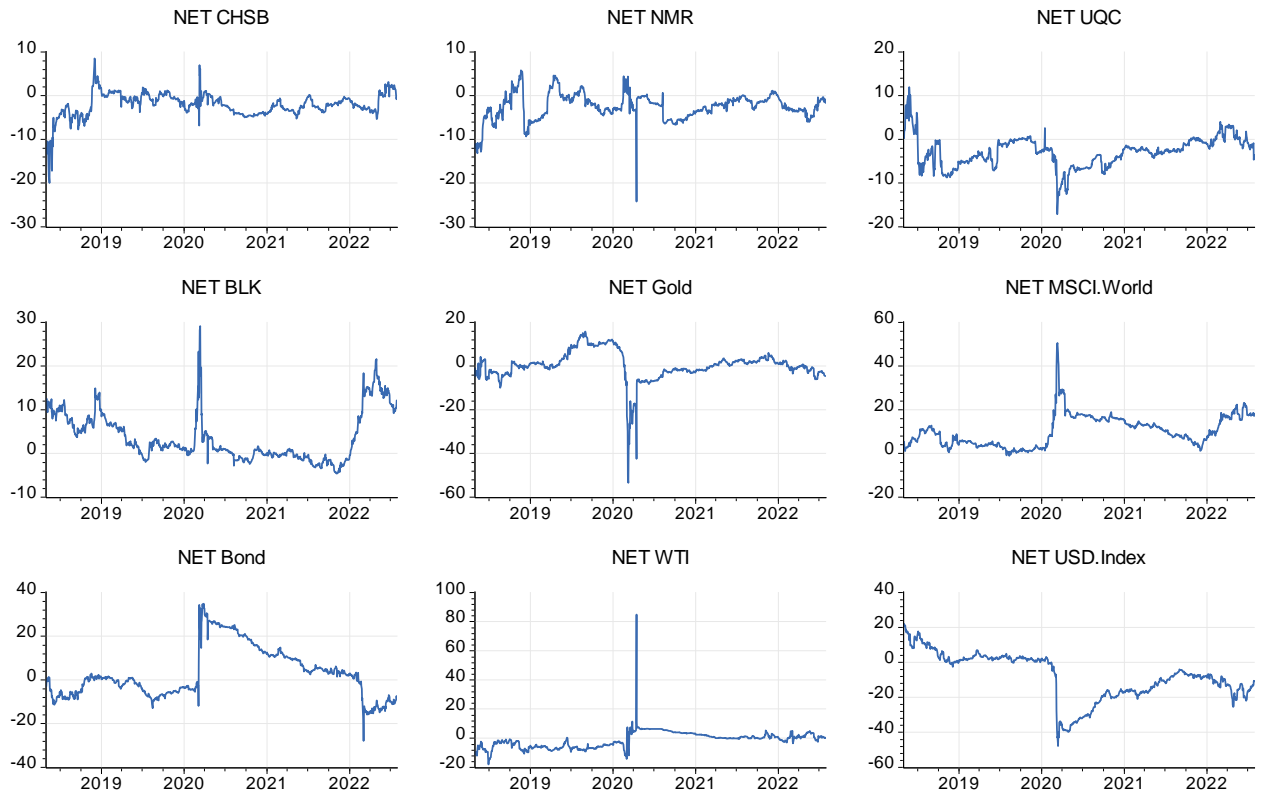 NET CHSB
10
0
-10
-20
-30
2019 2020 2021 2022
NET NMR
10
0
-10
-20
-30
2019 2020 2021 2022
NET UQC
20
10
0
-10
-20
2019 2020 2021 2022
NET BLK
30
20
10
0
-10
2019 2020 2021 2022
NET Gold
20
0
-20
-40
-60
2019 2020 2021 2022
NET MSCI.World
60
40
20
0
-20
2019 2020 2021 2022
NET Bond
40
20
0
-20
-40
2019 2020 2021 2022
NET WTI
100
80
60
40
20
0
-20
2019 2020 2021 2022
NET USD.Index
40
20
0
-20
-40
-60
2019 2020 2021 2022